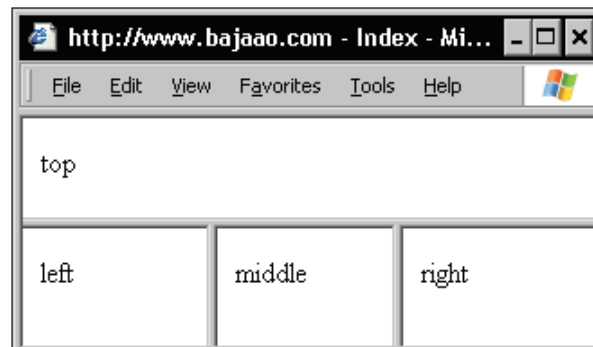 http://www.bajaao.com - Index - Mi...
File Edit View Favorites Tools Help
top
left middle right